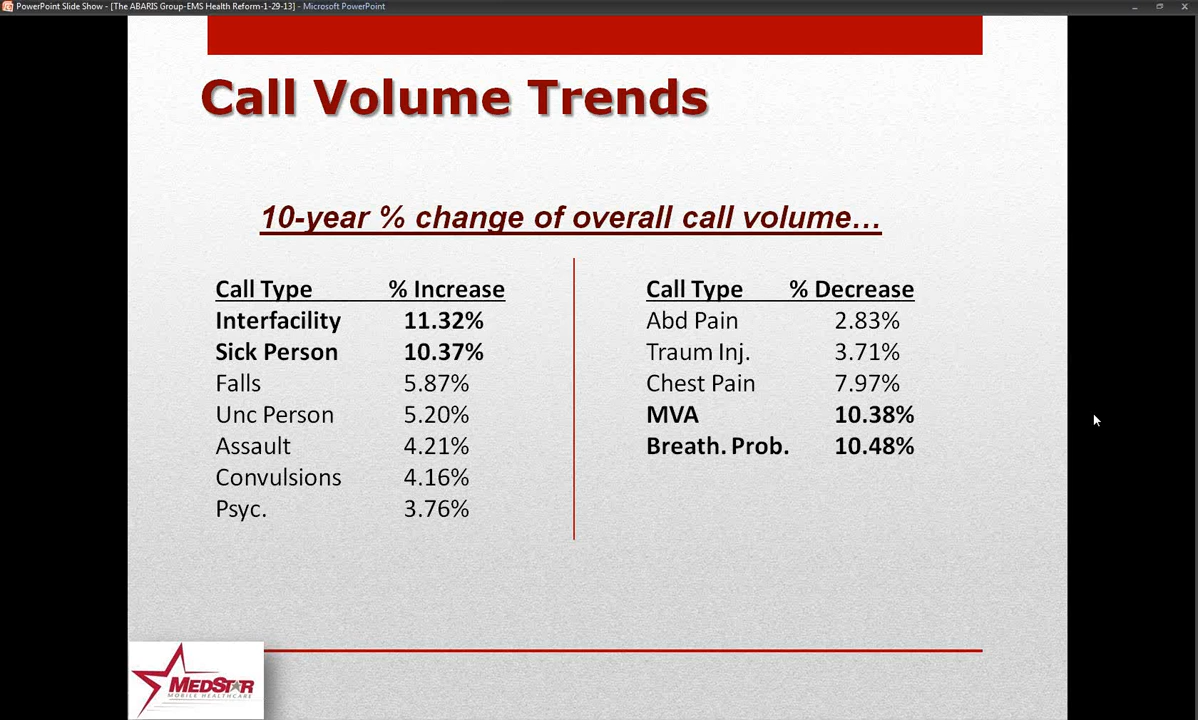 PowerPoint Slide Show - [The ABARIS Group-EMS Health Reform-1-29-13] - Microsoft PowerPoint
Call Volume Trends
10-year % change of overall call volume…
Call Type % Increase
Interfacility 11.32%
Sick Person 10.37%
Falls 5.87%
Unc Person 5.20%
Assault 4.21%
Convulsions 4.16%
Psyc. 3.76%
Call Type % Decrease
Abd Pain 2.83%
Traum Inj. 3.71%
Chest Pain 7.97%
MVA 10.38%
Breath. Prob. 10.48%
MEDSTAR
MOBILE HEALTHCARE